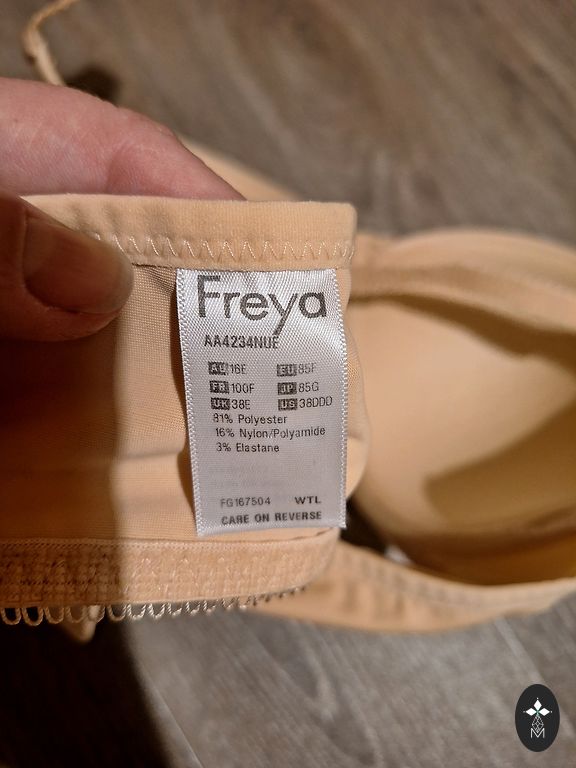 Freya
AA4234NUE
AU 16E EU 85F
FR 100F JP 85G
UK 38E US 38DDD
81% Polyester
16% Nylon/Polyamide
3% Elastane
FG167504 WTL
CARE ON REVERSE
M